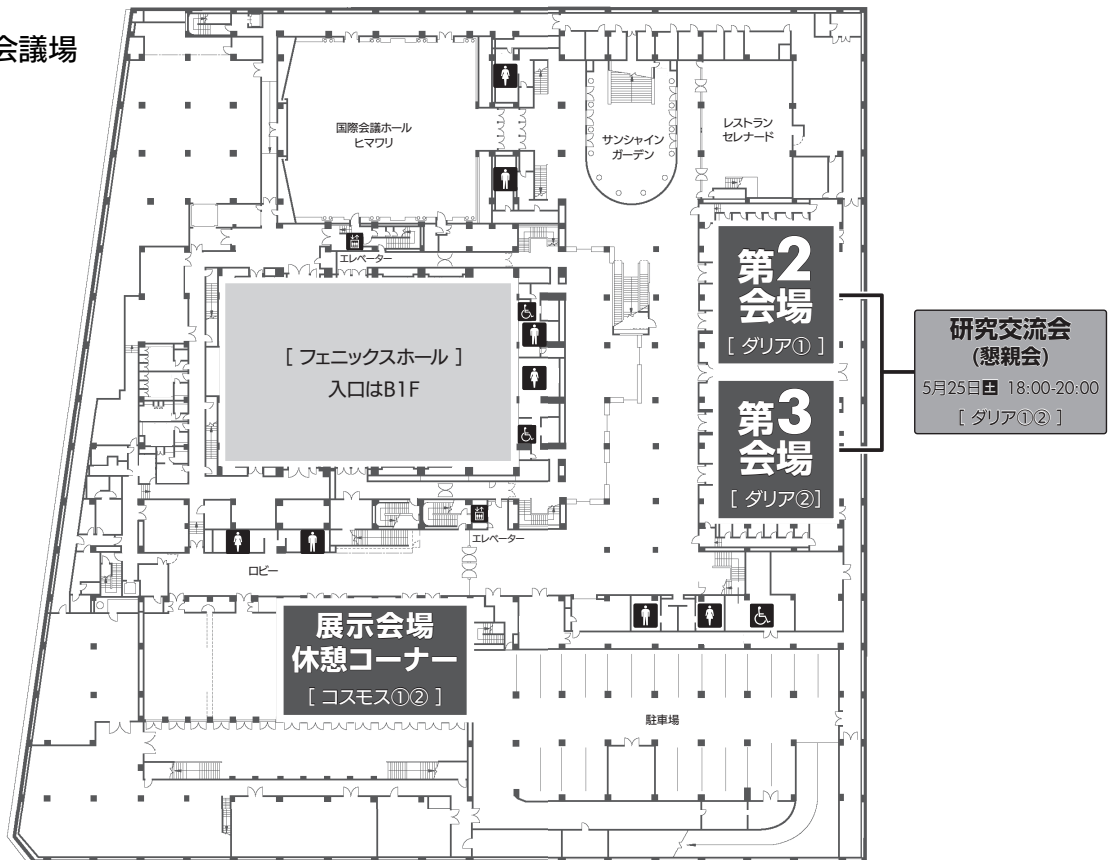 会議場
国際会議ホール
ヒマワリ
サンシャイン
ガーデン
レストラン
セレナード
エレベーター
第2
会場
[ ダリア① ]
[ フェニックスホール ]
入口はB1F
研究交流会
(懇親会)
5月25日土 18:00-20:00
[ ダリア①② ]
第3
会場
[ ダリア②]
エレベーター
ロビー
展示会場
休憩コーナー
[ コスモス①② ]
駐車場